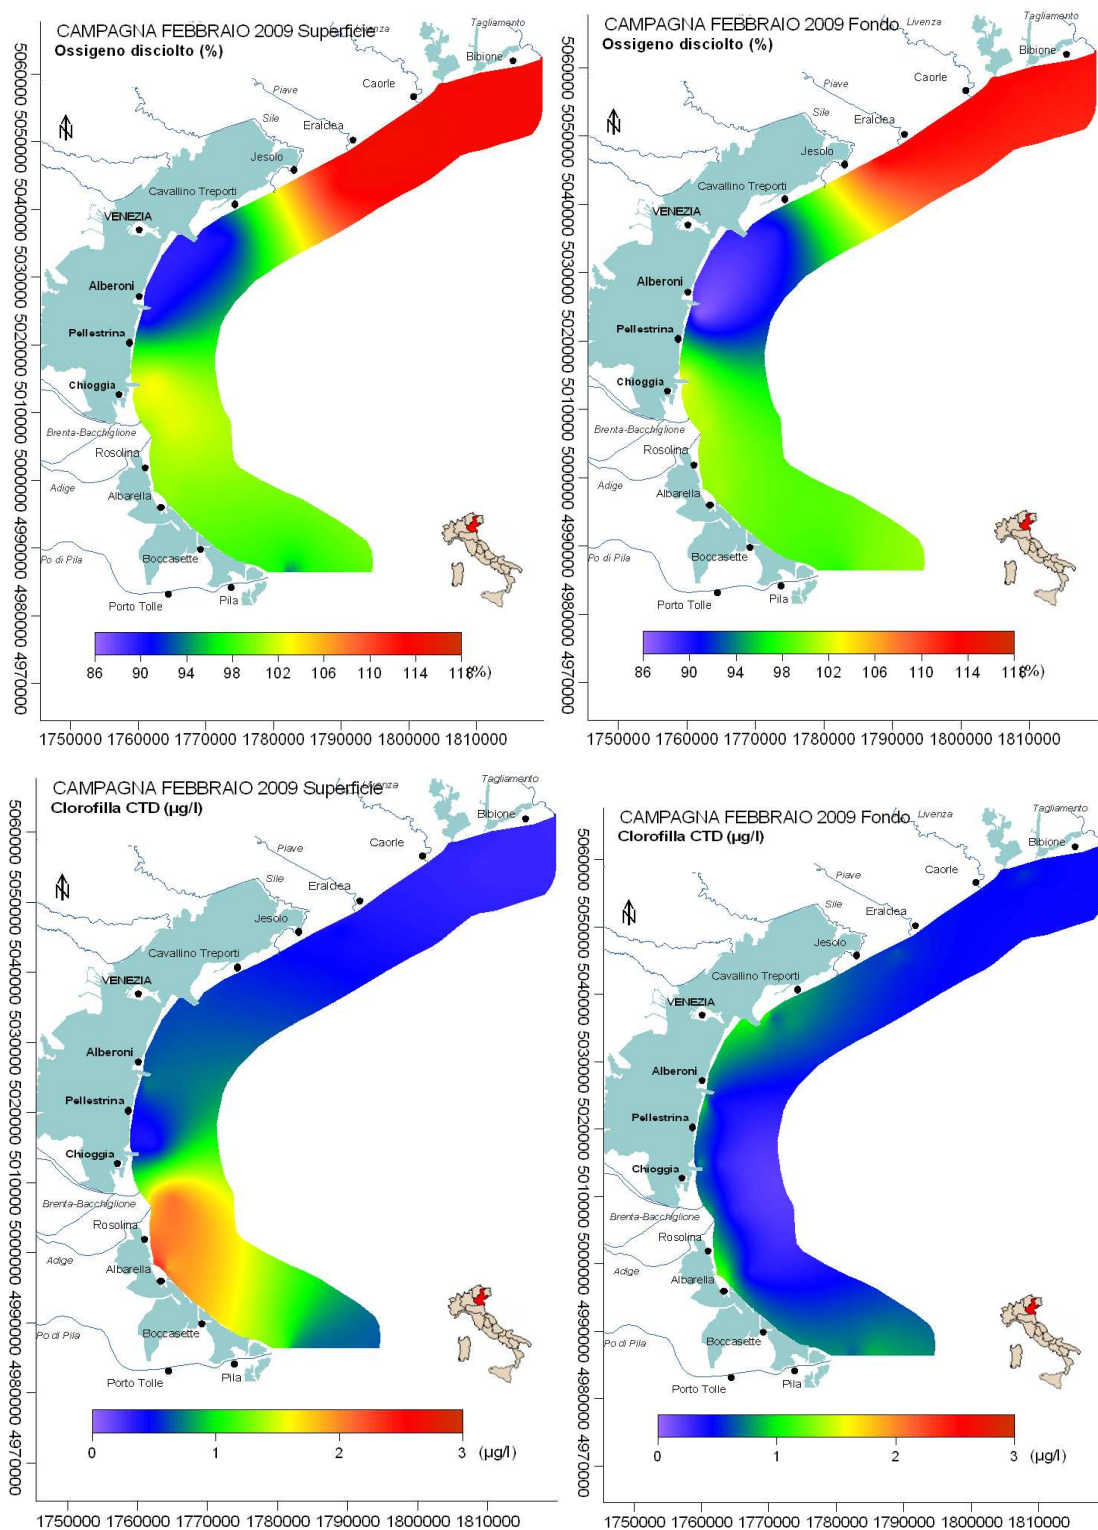 CAMPAGNA FEBBRAIO 2009 Superficie
Ossigeno disciolto (%)
Livenza
Tagliamento
Bibione
Caorle
Piave
Eraclea
Sile
Jesolo
Cavallino Treporti
VENEZIA
Alberoni
Pellestrina
Chioggia
Brenta-Bacchiglione
Rosolina
Adige
Albarella
Boccasette
Po di Pila
Porto Tolle
Pila
N
5060000
5050000
5040000
5030000
5020000
5010000
5000000
4990000
4980000
4970000
86 90 94 98 102 106 110 114 118 (%)
1750000 1760000 1770000 1780000 1790000 1800000 1810000
CAMPAGNA FEBBRAIO 2009 Fondo
Ossigeno disciolto (%)
Livenza
Tagliamento
Bibione
Caorle
Piave
Eraclea
Sile
Jesolo
Cavallino Treporti
VENEZIA
Alberoni
Pellestrina
Chioggia
Brenta-Bacchiglione
Rosolina
Adige
Albarella
Boccasette
Po di Pila
Porto Tolle
Pila
N
5060000
5050000
5040000
5030000
5020000
5010000
5000000
4990000
4980000
4970000
86 90 94 98 102 106 110 114 118 (%)
1750000 1760000 1770000 1780000 1790000 1800000 1810000
CAMPAGNA FEBBRAIO 2009 Superficie
Clorofilla CTD (µg/l)
Livenza
Tagliamento
Bibione
Caorle
Piave
Eraclea
Sile
Jesolo
Cavallino Treporti
VENEZIA
Alberoni
Pellestrina
Chioggia
Brenta-Bacchiglione
Rosolina
Adige
Albarella
Boccasette
Po di Pila
Porto Tolle
Pila
N
5060000
5050000
5040000
5030000
5020000
5010000
5000000
4990000
4980000
4970000
0 1 2 3 (µg/l)
1750000 1760000 1770000 1780000 1790000 1800000 1810000
CAMPAGNA FEBBRAIO 2009 Fondo
Clorofilla CTD (µg/l)
Livenza
Tagliamento
Bibione
Caorle
Piave
Eraclea
Sile
Jesolo
Cavallino Treporti
VENEZIA
Alberoni
Pellestrina
Chioggia
Brenta-Bacchiglione
Rosolina
Adige
Albarella
Boccasette
Po di Pila
Porto Tolle
Pila
N
5060000
5050000
5040000
5030000
5020000
5010000
5000000
4990000
4980000
4970000
0 1 2 3 (µg/l)
1750000 1760000 1770000 1780000 1790000 1800000 1810000